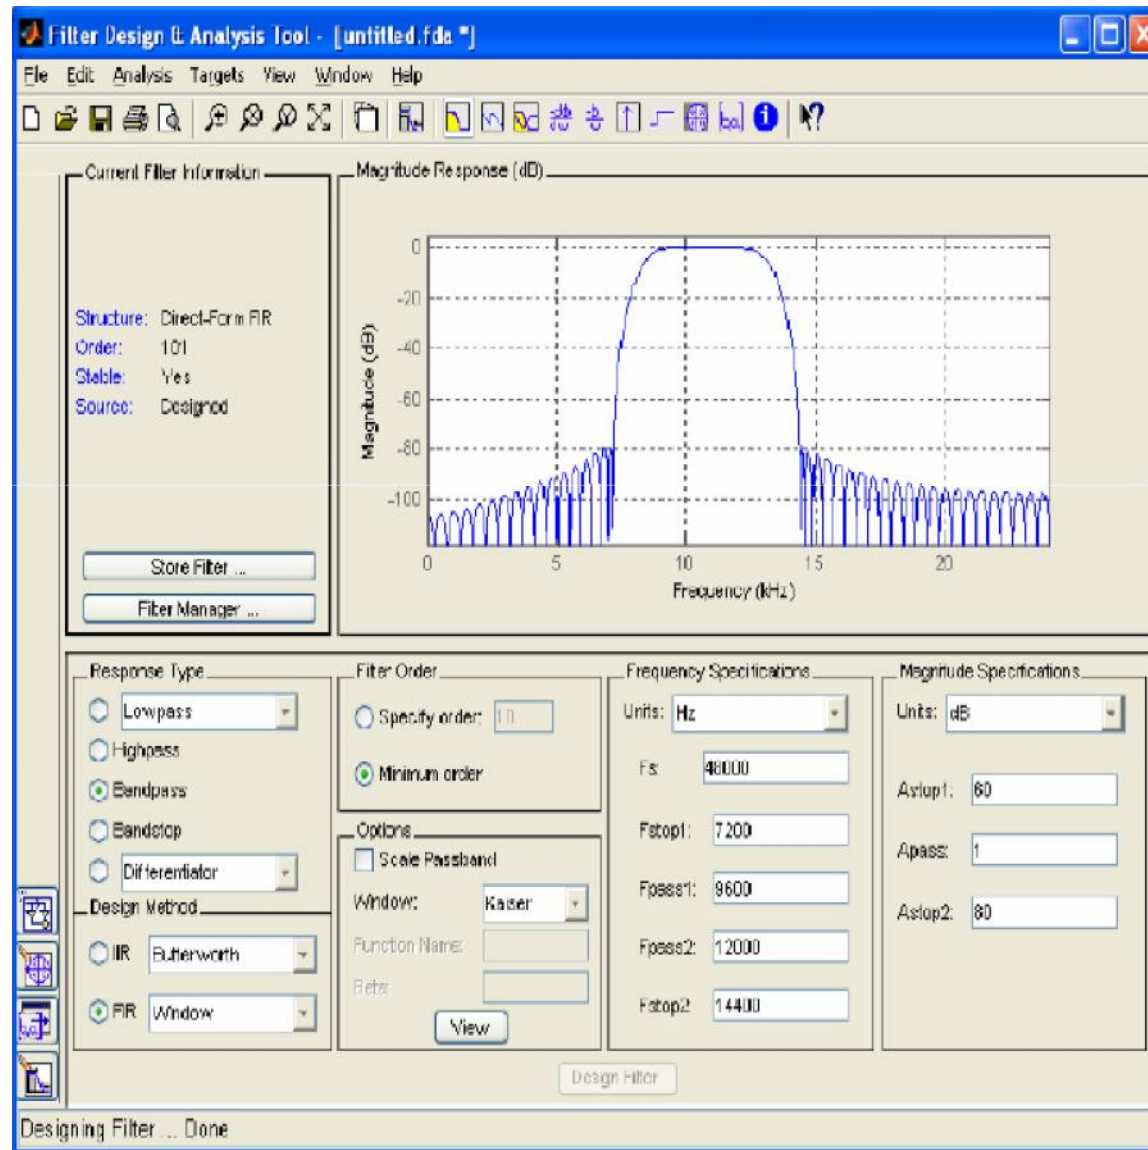 Filter Design & Analysis Tool - [untitled.fda *]
File Edit Analysis Targets View Window Help
Current Filter Information
Structure: Direct-Form FIR
Order: 101
Stable: Yes
Source: Designed
Store Filter ...
Filter Manager ...
Magnitude Response (dB)
Magnitude (dB)
0
-20
-40
-60
-80
-100
0 5 10 15 20
Frequency (kHz)
Response Type
Lowpass
Highpass
Bandpass
Bandstop
Differentiator
Design Method
IIR Butterworth
FIR Window
Filter Order
Specify order: 10
Minimum order
Options
Scale Passband
Window: Kaiser
Function Name:
Beta:
View
Frequency Specifications
Units: Hz
Fs: 48000
Fstop1: 7200
Fpass1: 9600
Fpass2: 12000
Fstop2: 14400
Magnitude Specifications
Units: dB
Astop1: 60
Apass: 1
Astop2: 80
Design Filter
Designing Filter ... Done